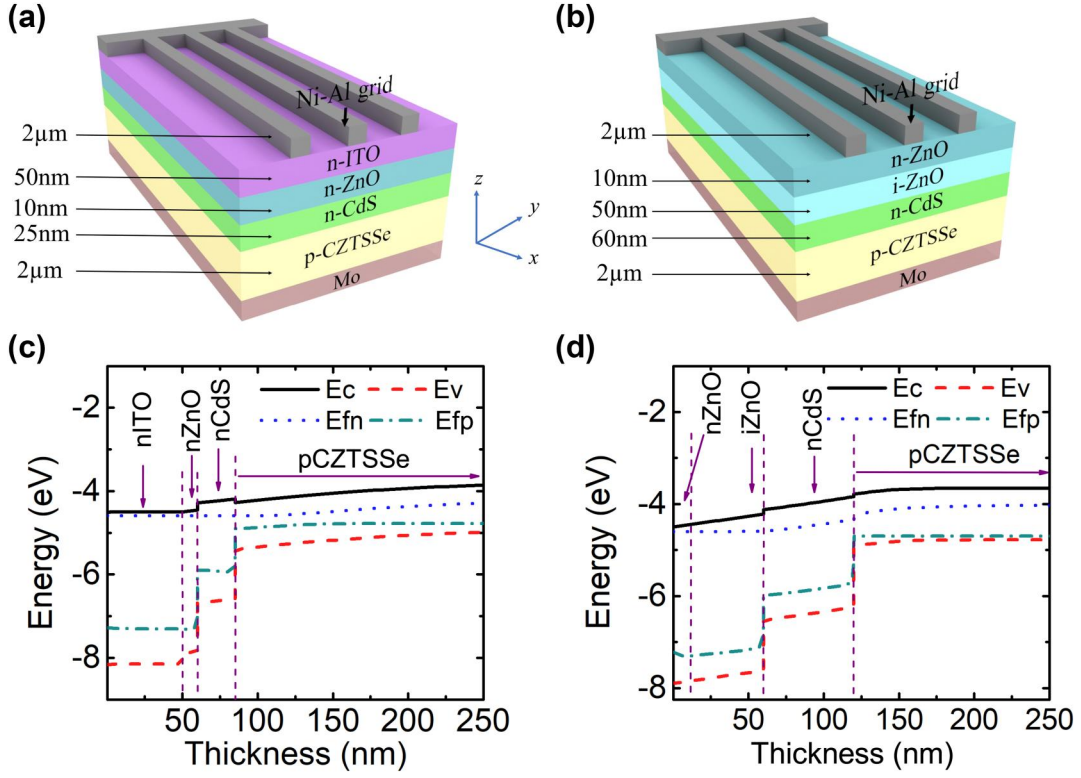 (a)
Ni-Al grid
2μm
n-ITO
50nm
n-ZnO
10nm
n-CdS
25nm
p-CZTSSe
2μm
Mo
z
y
x
(b)
Ni-Al grid
2μm
n-ZnO
10nm
i-ZnO
50nm
n-CdS
60nm
p-CZTSSe
2μm
Mo
(c)
Ec Ev
Efn Efp
nITO
nZnO
nCdS
pCZTSSe
-2
-4
-6
-8
Energy (eV)
50 100 150 200 250
Thickness (nm)
(d)
Ec Ev
Efn Efp
nZnO
iZnO
nCdS
pCZTSSe
-2
-4
-6
-8
Energy (eV)
50 100 150 200 250
Thickness (nm)